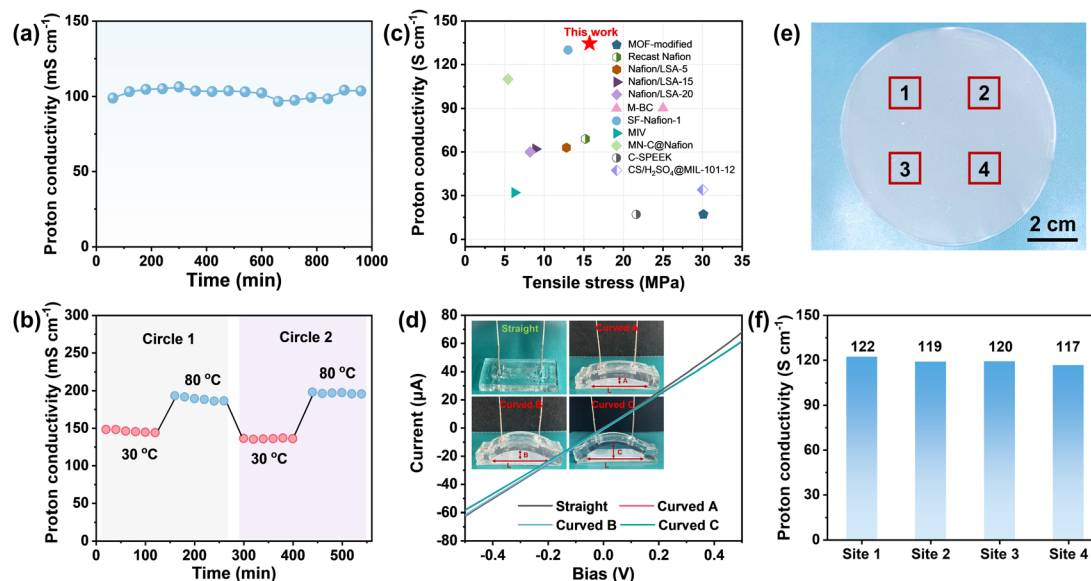 (a)
Proton conductivity (mS cm⁻¹)
150
100
50
0
0
200
400
600
800
1000
Time (min)
(b)
Proton conductivity (mS cm⁻¹)
300
250
200
150
100
50
0
Circle 1
Circle 2
80 ºC
80 ºC
30 ºC
30 ºC
0
100
200
300
400
500
Time (min)
(c)
Proton conductivity (S cm⁻¹)
150
120
90
60
30
0
This work
MOF-modified
Recast Nafion
Nafion/LSA-5
Nafion/LSA-15
Nafion/LSA-20
M-BC
SF-Nafion-1
MIV
MN-C@Nafion
C-SPEEK
CS/H₂SO₄@MIL-101-12
0
5
10
15
20
25
30
35
Tensile stress (MPa)
(d)
Current (μA)
80
60
40
20
0
-20
-40
-60
-80
Straight
Curved A
A
L
Curved B
B
L
Curved C
C
L
Straight
Curved A
Curved B
Curved C
-0.4
-0.2
0.0
0.2
0.4
Bias (V)
(e)
1
2
3
4
2 cm
(f)
Proton conductivity (S cm⁻¹)
150
120
90
60
30
0
122
119
120
117
Site 1
Site 2
Site 3
Site 4